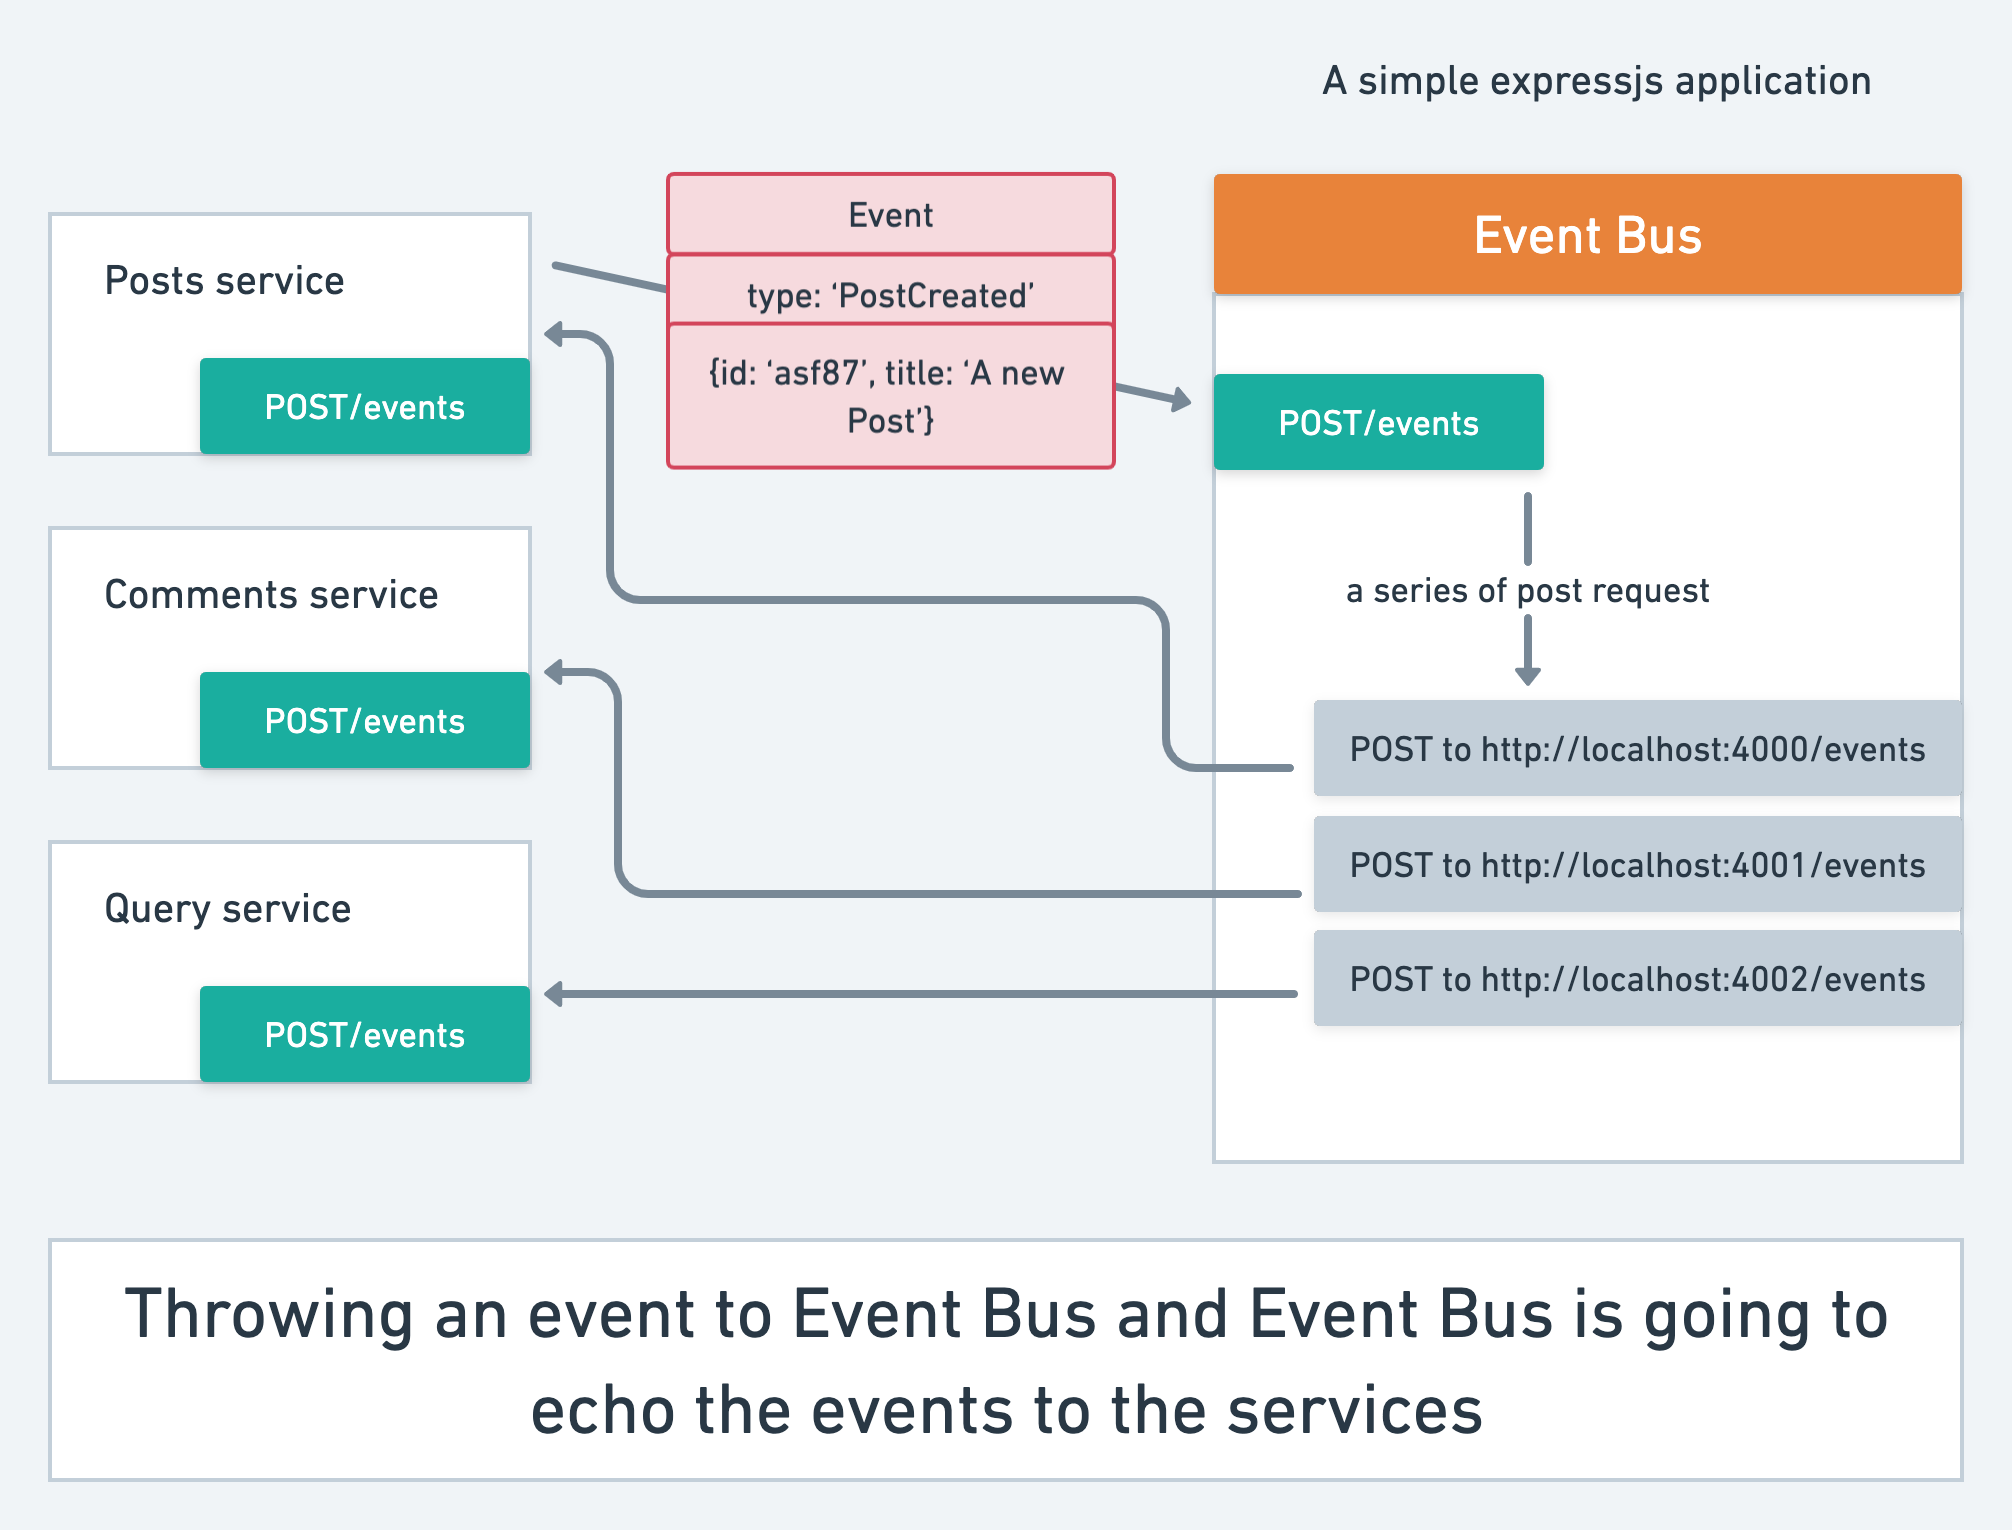 A simple expressjs application
Event
Event Bus
Posts service
type: ‘PostCreated’
{id: ‘asf87’, title: ‘A new
Post’}
POST/events
POST/events
a series of post request
Comments service
POST/events
POST to http://localhost:4000/events
POST to http://localhost:4001/events
POST to http://localhost:4002/events
Query service
POST/events
Throwing an event to Event Bus and Event Bus is going to
echo the events to the services